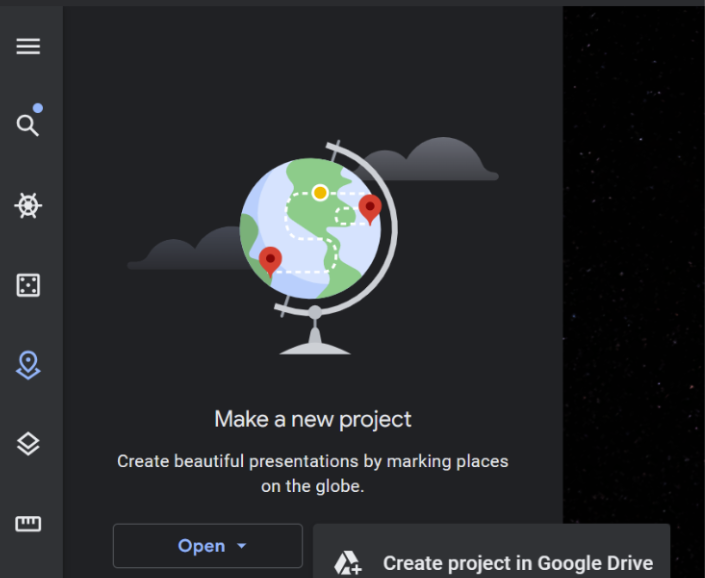 Make a new project
Create beautiful presentations by marking places
on the globe.
Open
Create project in Google Drive